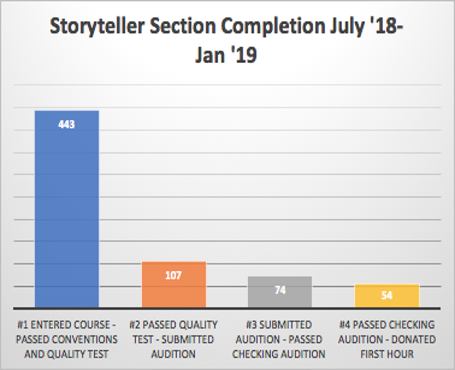 Storyteller Section Completion July '18-
Jan '19
443
107
74
54
#1 ENTERED COURSE -
PASSED CONVENTIONS
AND QUALITY TEST
#2 PASSED QUALITY
TEST - SUBMITTED
AUDITION
#3 SUBMITTED
AUDITION - PASSED
CHECKING AUDITION
#4 PASSED CHECKING
AUDITION - DONATED
FIRST HOUR